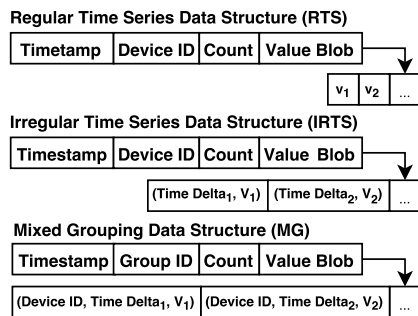 Regular Time Series Data Structure (RTS)
Timetamp Device ID Count Value Blob
v1 v2 ...
Irregular Time Series Data Structure (IRTS)
Timestamp Device ID Count Value Blob
(Time Delta1, V1) (Time Delta2, V2) ...
Mixed Grouping Data Structure (MG)
Timestamp Group ID Count Value Blob
(Device ID, Time Delta1, V1) (Device ID, Time Delta2, V2) ...